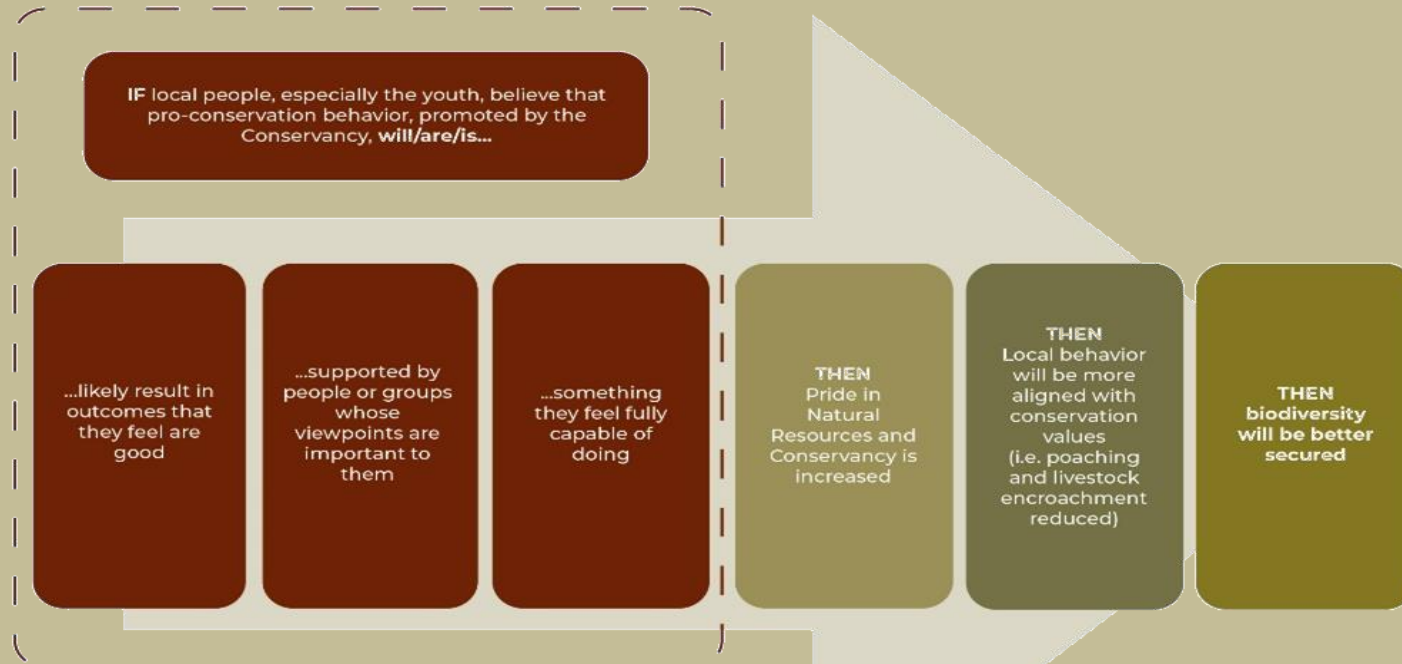 IF local people, especially the youth, believe that
pro-conservation behavior, promoted by the
Conservancy, will/are/is...
...likely result in
outcomes that
they feel are
good
...supported by
people or groups
whose
viewpoints are
important to
them
...something
they feel fully
capable of
doing
THEN
Pride in
Natural
Resources and
Conservancy is
increased
THEN
Local behavior
will be more
aligned with
conservation
values
(i.e. poaching
and livestock
encroachment
reduced)
THEN
biodiversity
will be better
secured